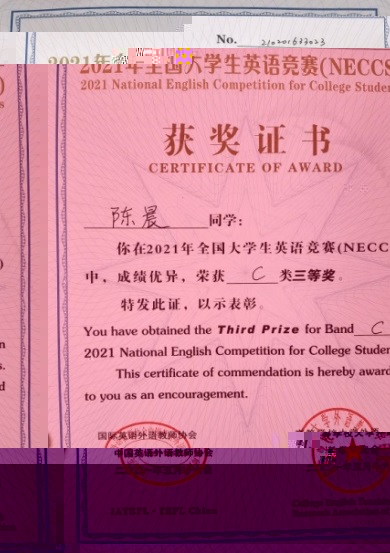 No. 210201633023
2021年全国大学生英语竞赛(NECCS
2021 National English Competition for College Studen
获奖证书
CERTIFICATE OF AWARD
陈晨 同学:
你在2021年全国大学生英语竞赛(NECC
中，成绩优异，荣获 C 类三等奖。
特发此证，以示表彰。
You have obtained the Third Prize for Band C
2021 National English Competition for College Studen
This certificate of commendation is hereby award
to you as an encouragement.
国际英语外语教师协会
中国英语外语教师协会